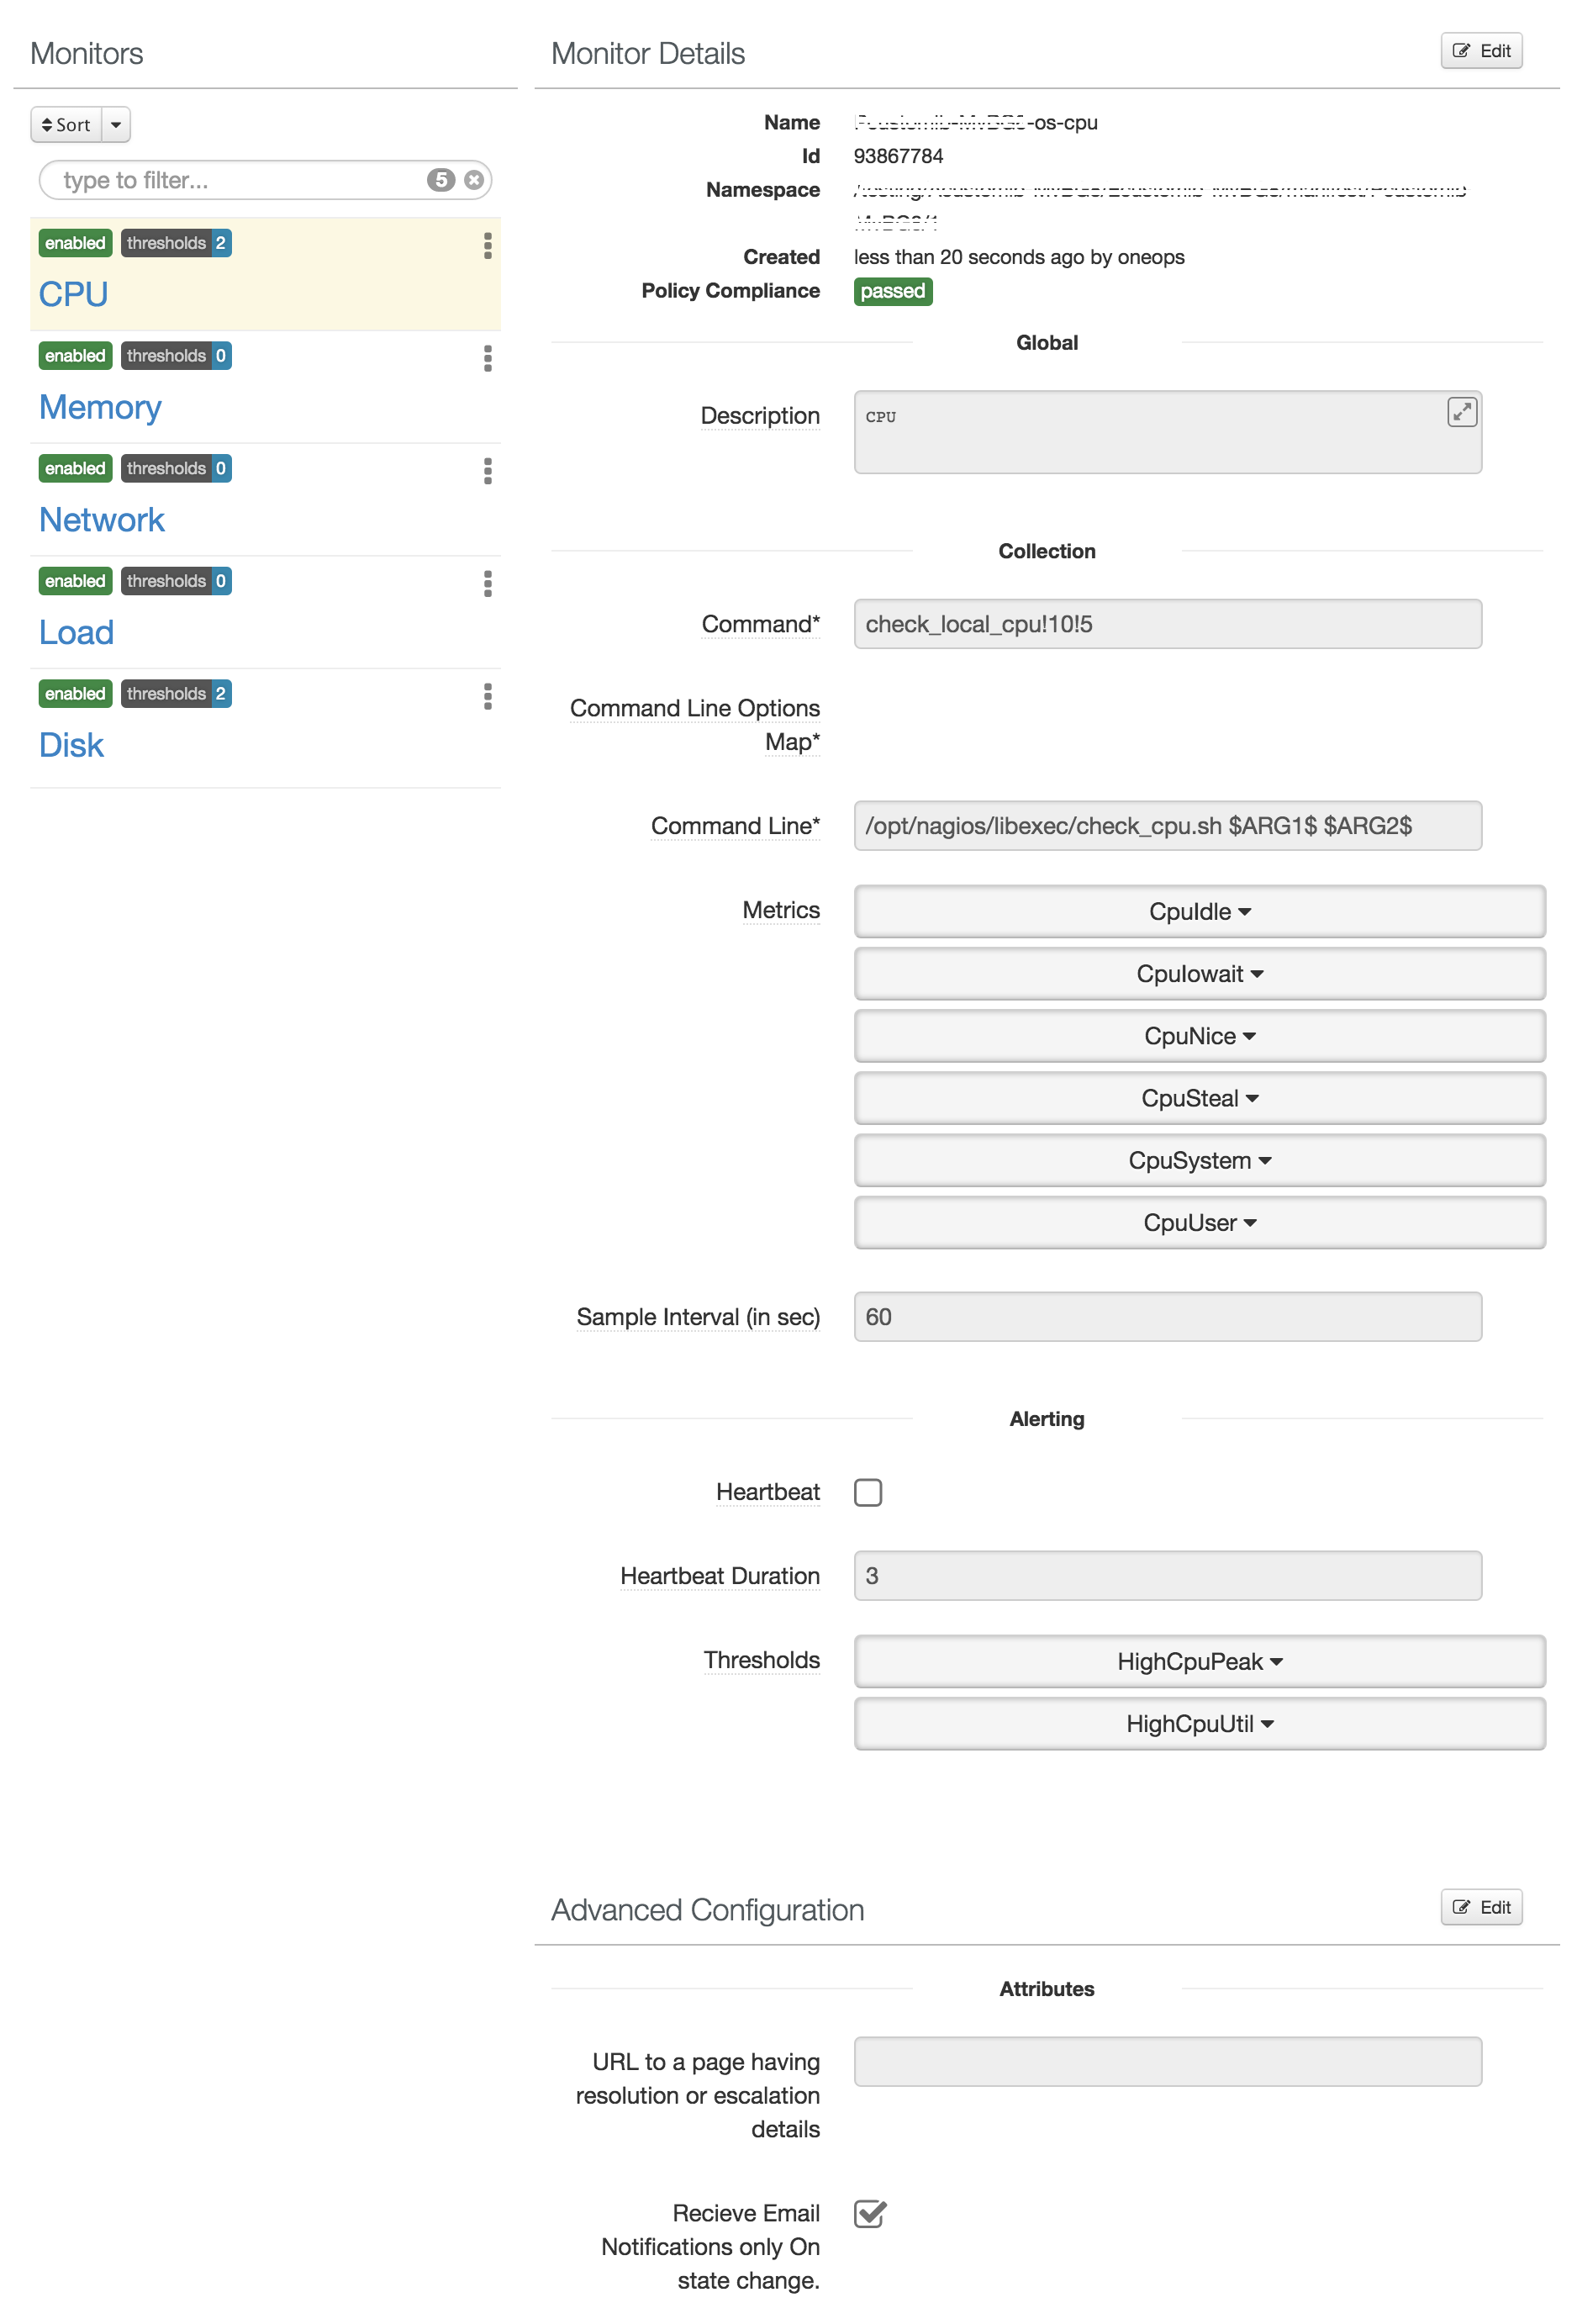 Monitors
Sort
type to filter... 5
enabled thresholds 2
CPU
enabled thresholds 0
Memory
enabled thresholds 0
Network
enabled thresholds 0
Load
enabled thresholds 2
Disk
Monitor Details
Edit
Name -os-cpu
Id 93867784
Namespace
Created less than 20 seconds ago by oneops
Policy Compliance passed
Global
Description CPU
Collection
Command* check_local_cpu!10!5
Command Line Options
Map*
Command Line* /opt/nagios/libexec/check_cpu.sh $ARG1$ $ARG2$
Metrics CpuIdle
CpuIowait
CpuNice
CpuSteal
CpuSystem
CpuUser
Sample Interval (in sec) 60
Alerting
Heartbeat
Heartbeat Duration 3
Thresholds HighCpuPeak
HighCpuUtil
Advanced Configuration
Edit
Attributes
URL to a page having
resolution or escalation
details
Recieve Email
Notifications only On
state change.